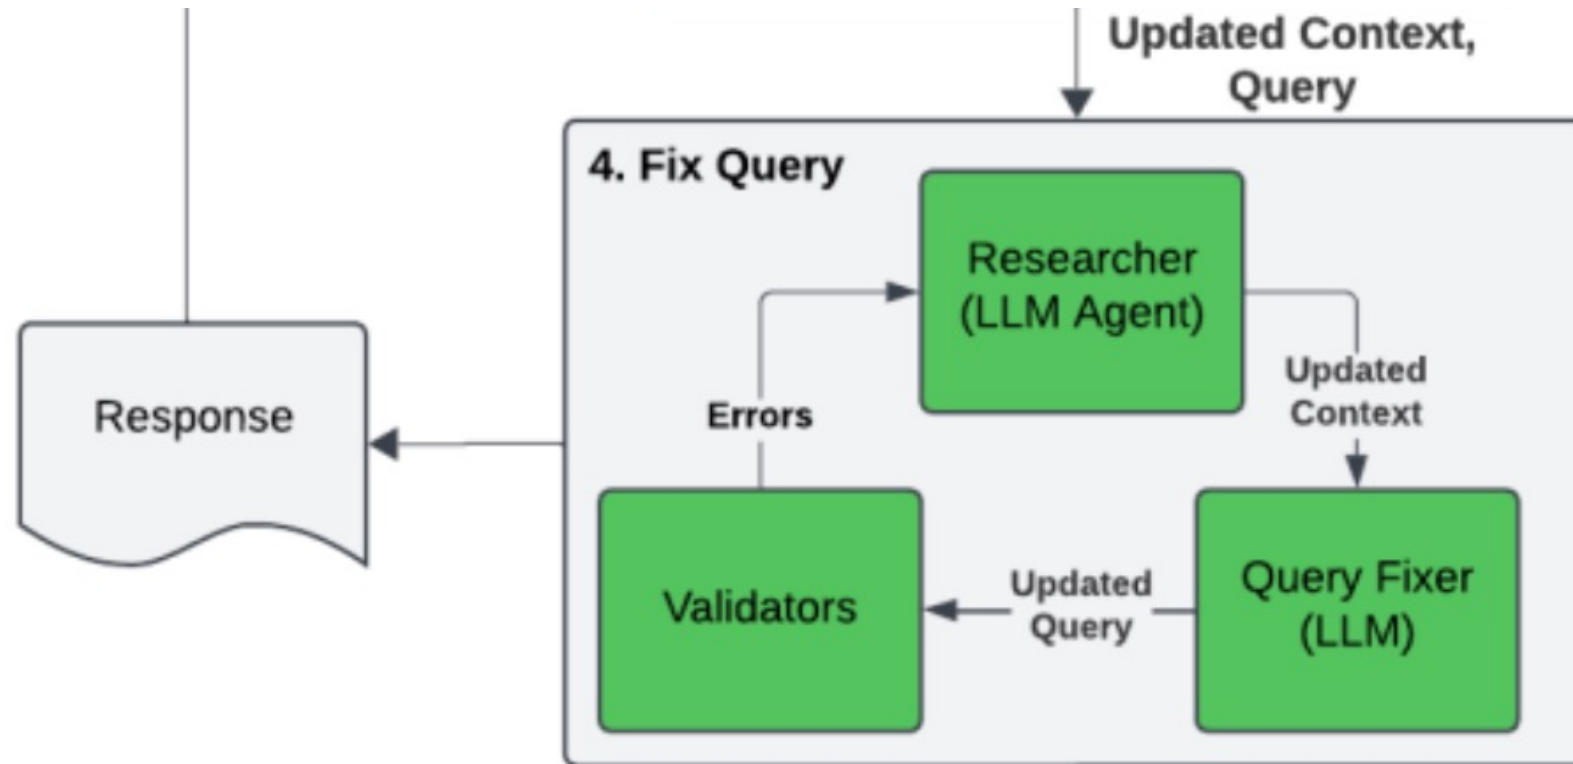 Updated Context,
Query
4. Fix Query
Researcher
(LLM Agent)
Updated
Context
Errors
Response
Validators
Updated
Query
Query Fixer
(LLM)